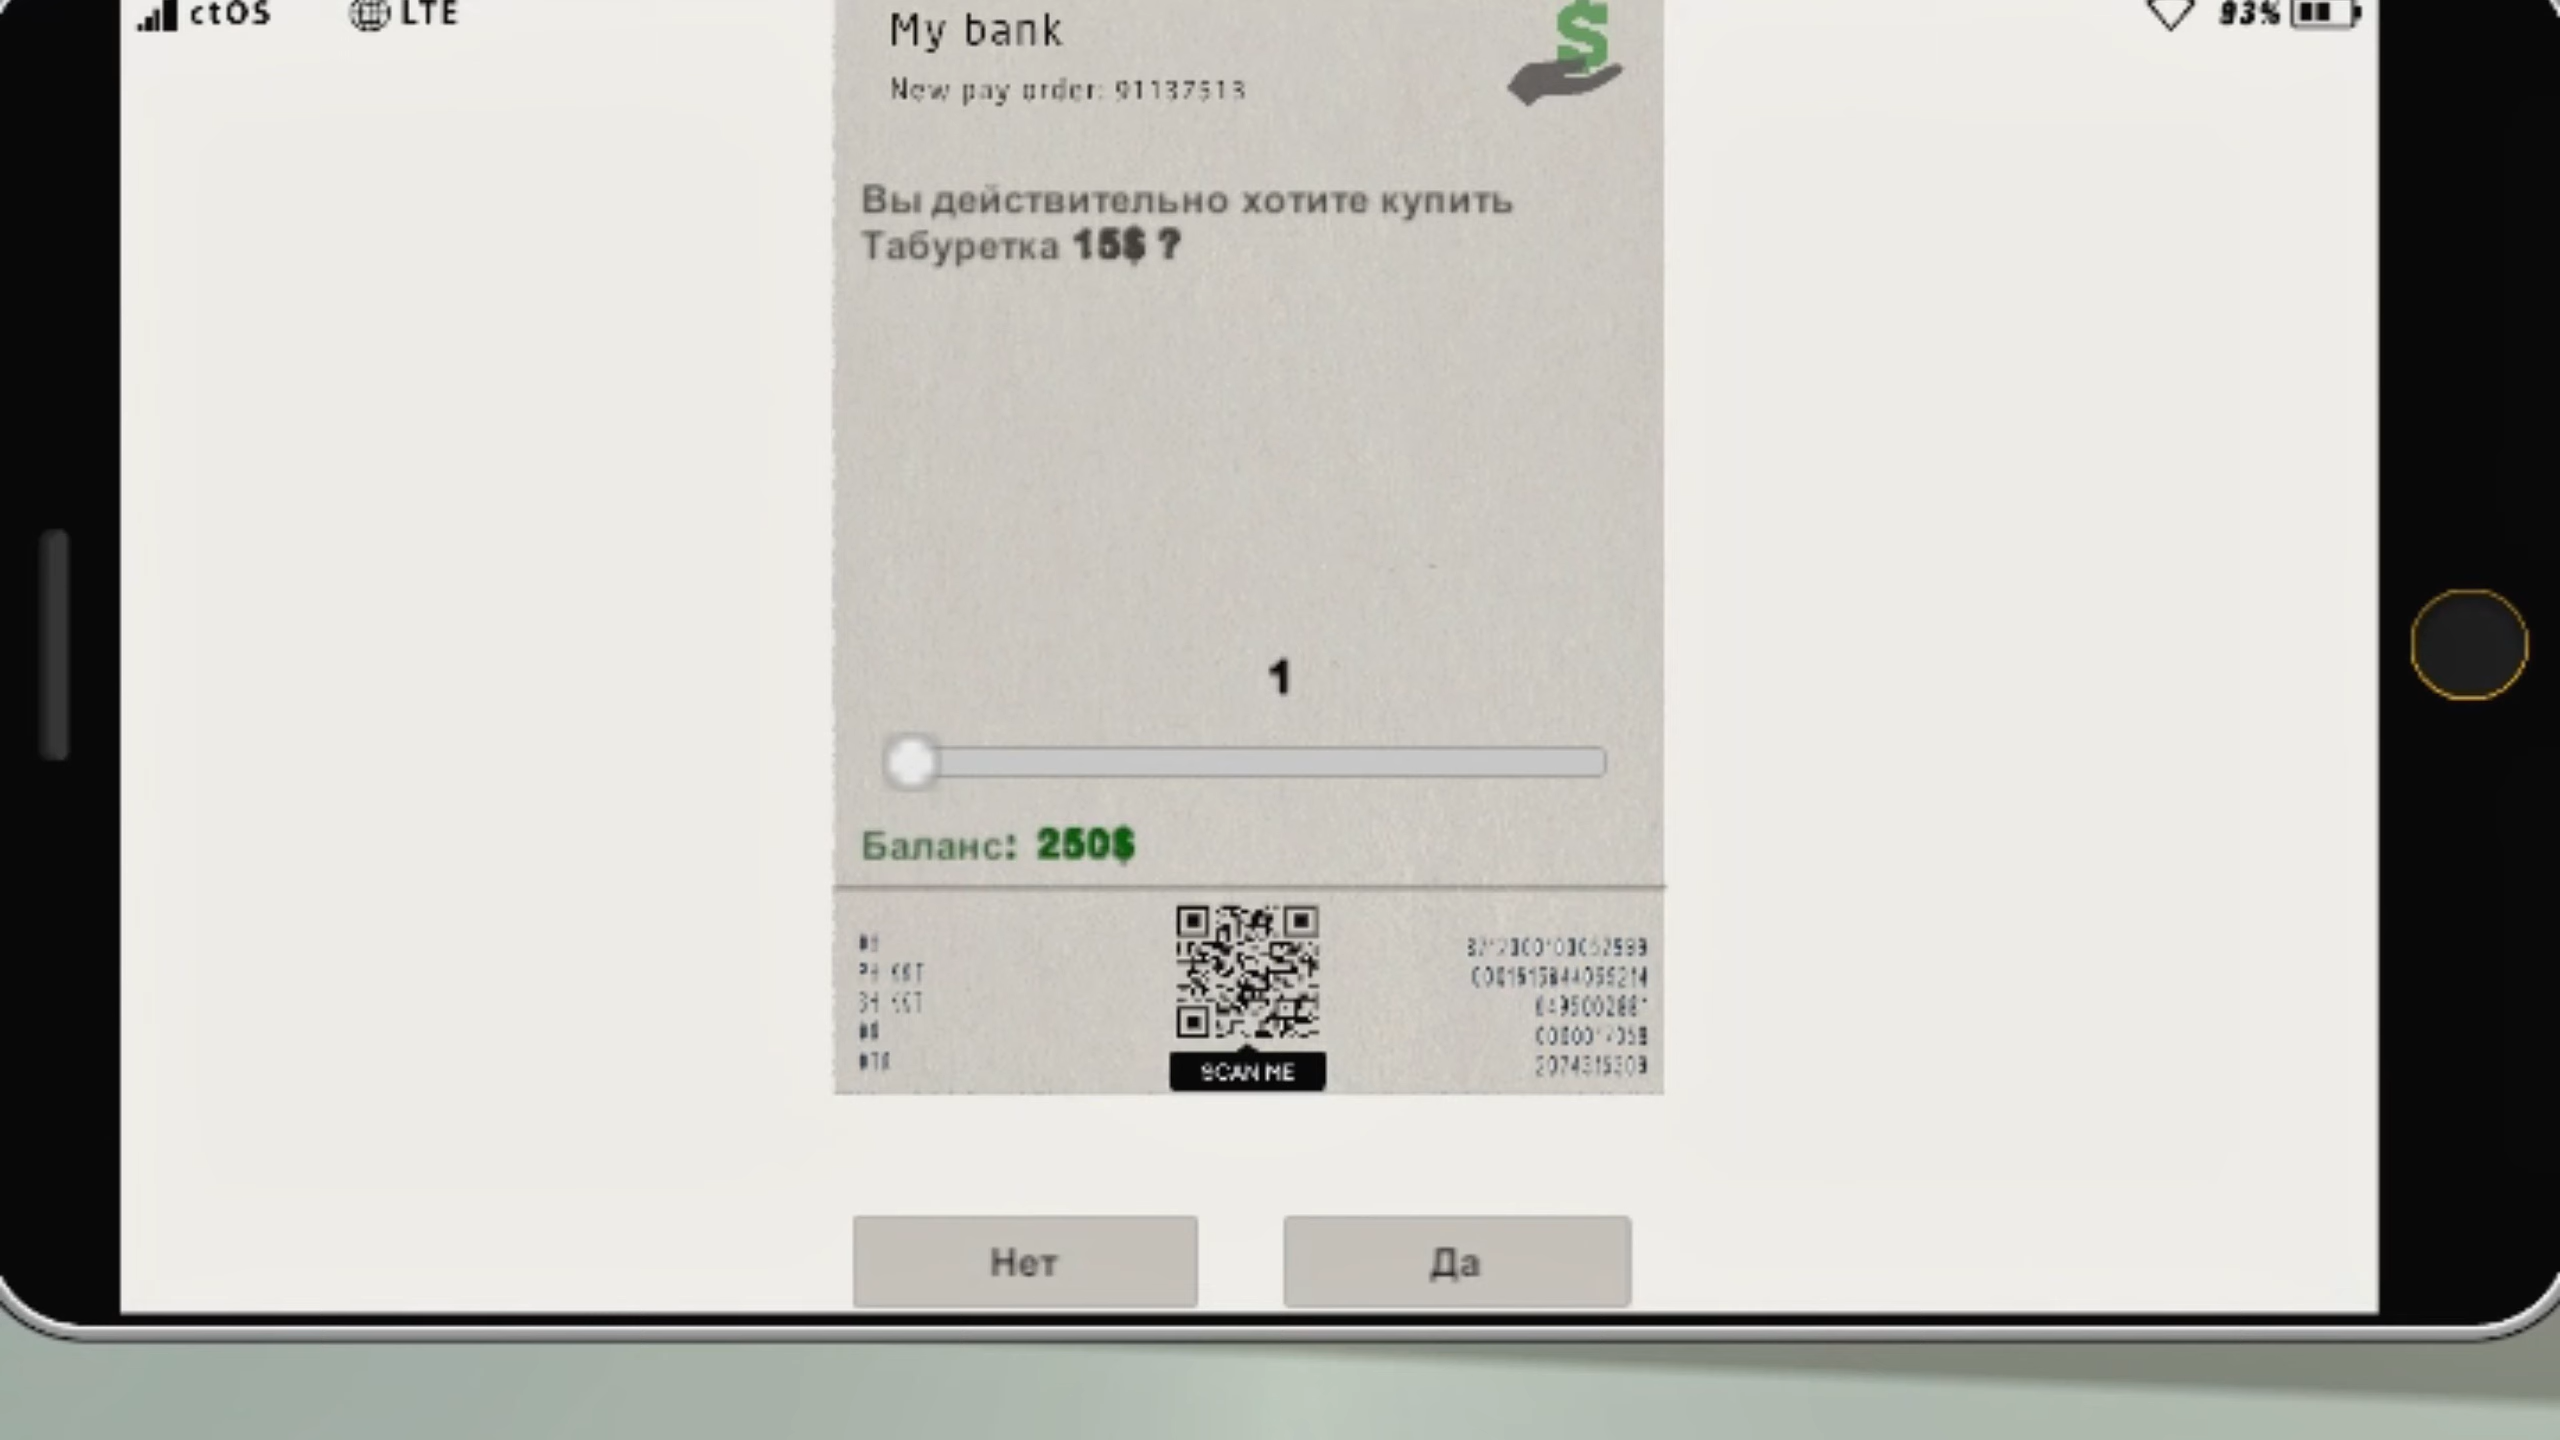 ctOS LTE 93%
My bank
New pay order: 91137513
Вы действительно хотите купить
Табуретка 15$ ?
1
Баланс: 250$
SCAN ME
Нет Да